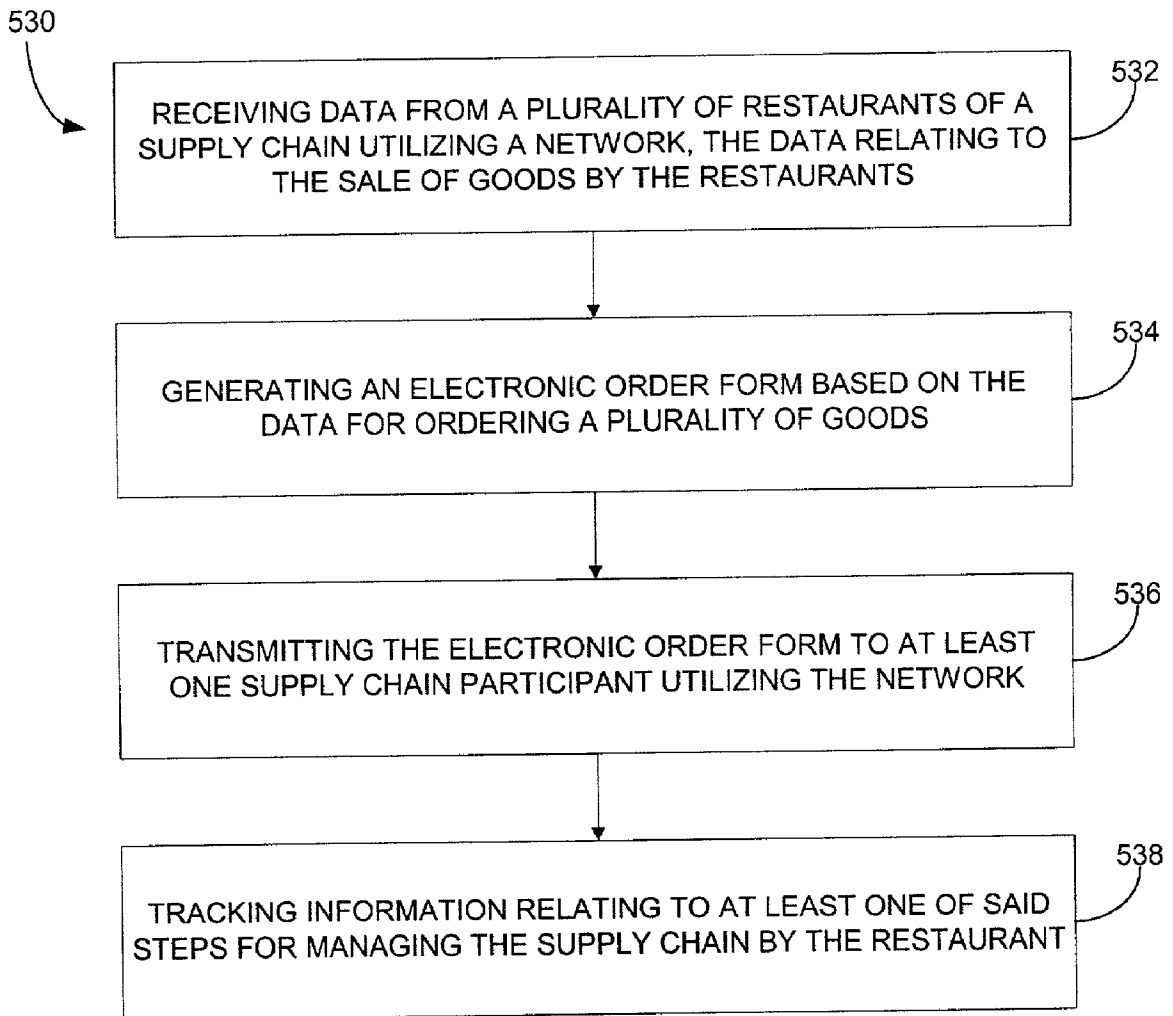 530
532
RECEIVING DATA FROM A PLURALITY OF RESTAURANTS OF A
SUPPLY CHAIN UTILIZING A NETWORK, THE DATA RELATING TO
THE SALE OF GOODS BY THE RESTAURANTS
534
GENERATING AN ELECTRONIC ORDER FORM BASED ON THE
DATA FOR ORDERING A PLURALITY OF GOODS
536
TRANSMITTING THE ELECTRONIC ORDER FORM TO AT LEAST
ONE SUPPLY CHAIN PARTICIPANT UTILIZING THE NETWORK
538
TRACKING INFORMATION RELATING TO AT LEAST ONE OF SAID
STEPS FOR MANAGING THE SUPPLY CHAIN BY THE RESTAURANT